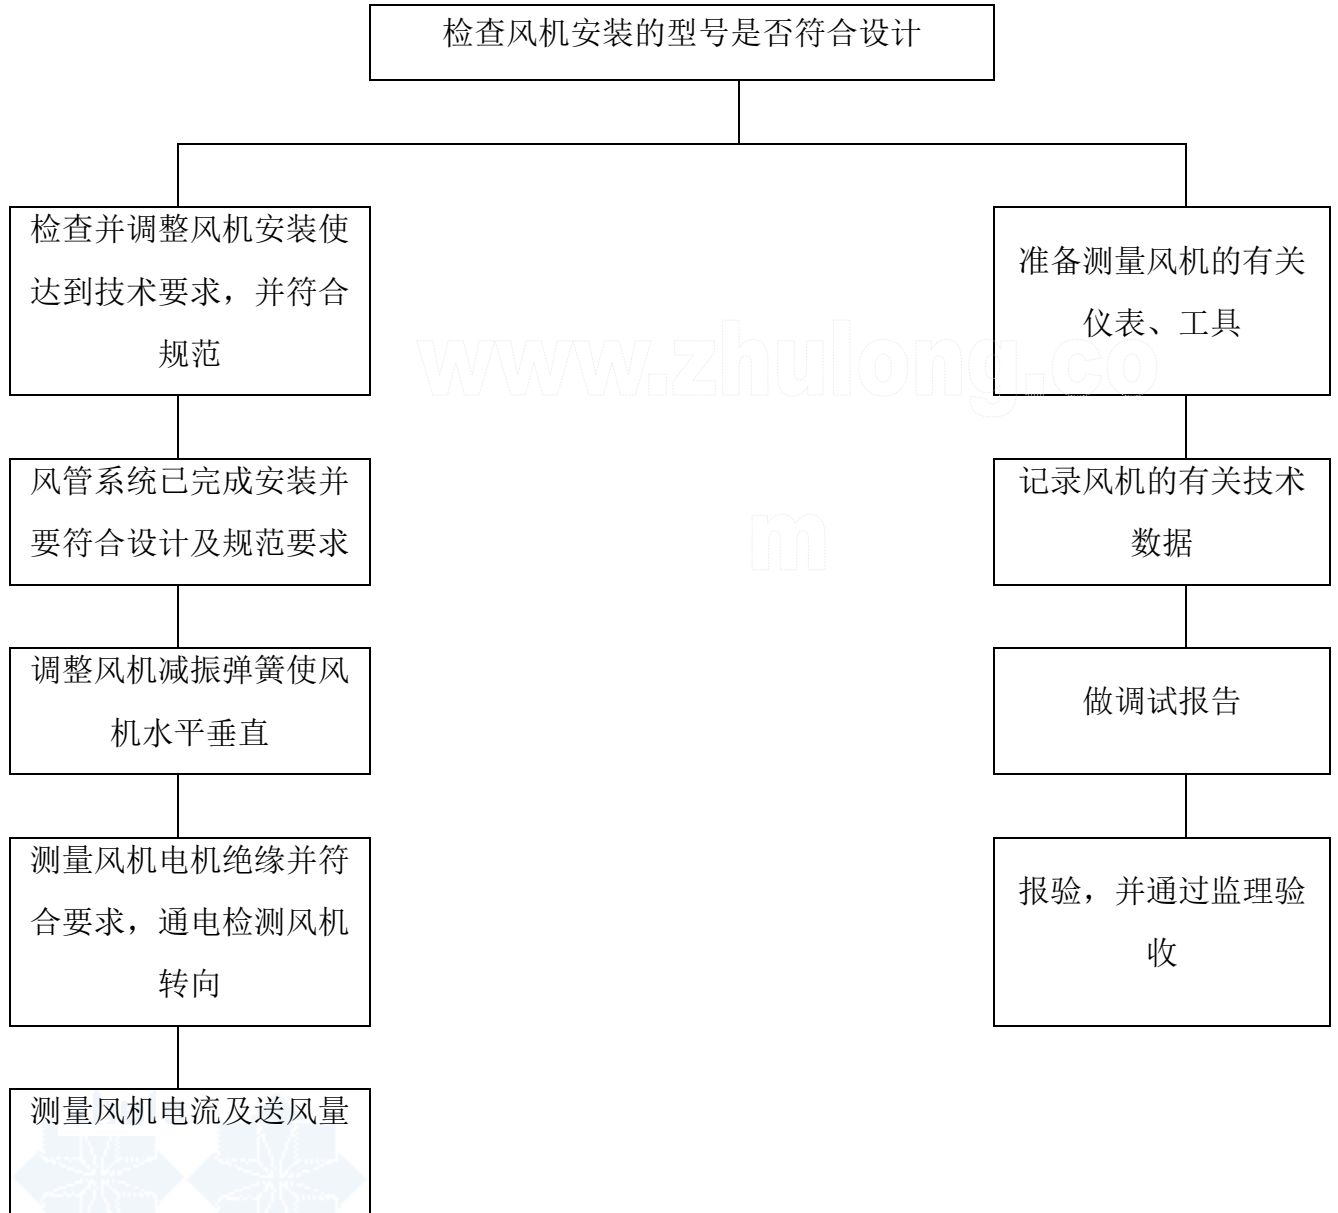 检查风机安装的型号是否符合设计
检查并调整风机安装使
达到技术要求，并符合
规范
风管系统已完成安装并
要符合设计及规范要求
调整风机减振弹簧使风
机水平垂直
测量风机电机绝缘并符
合要求，通电检测风机
转向
测量风机电流及送风量
准备测量风机的有关
仪表、工具
记录风机的有关技术
数据
做调试报告
报验，并通过监理验
收
www.zhulong.co
m